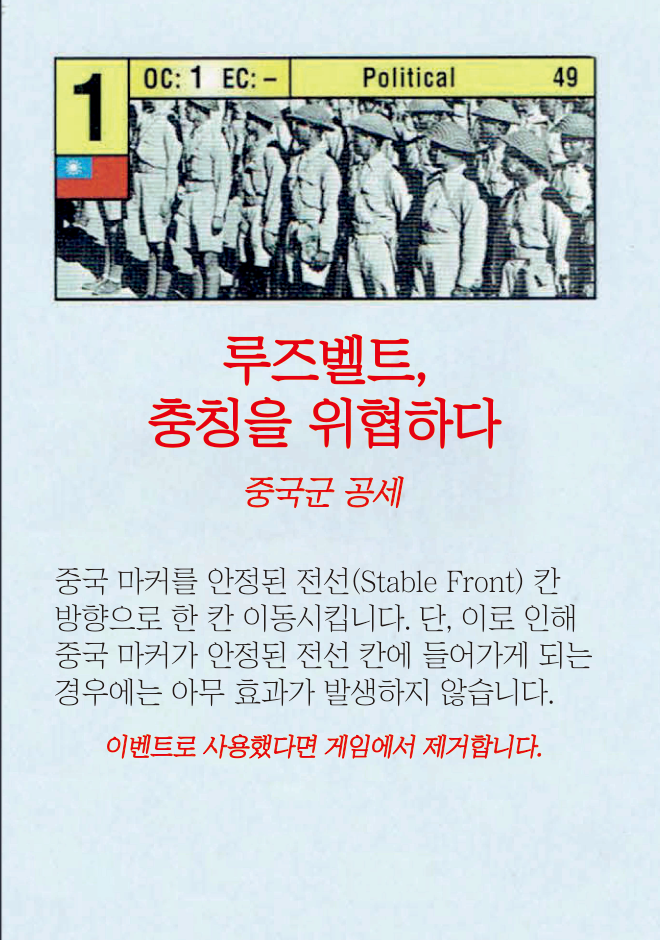 1
OC: 1 EC: – Political 49
루즈벨트,
충칭을 위협하다
중국군 공세
중국 마커를 안정된 전선(Stable Front) 칸
방향으로 한 칸 이동시킵니다. 단, 이로 인해
중국 마커가 안정된 전선 칸에 들어가게 되는
경우에는 아무 효과가 발생하지 않습니다.
이벤트로 사용했다면 게임에서 제거합니다.